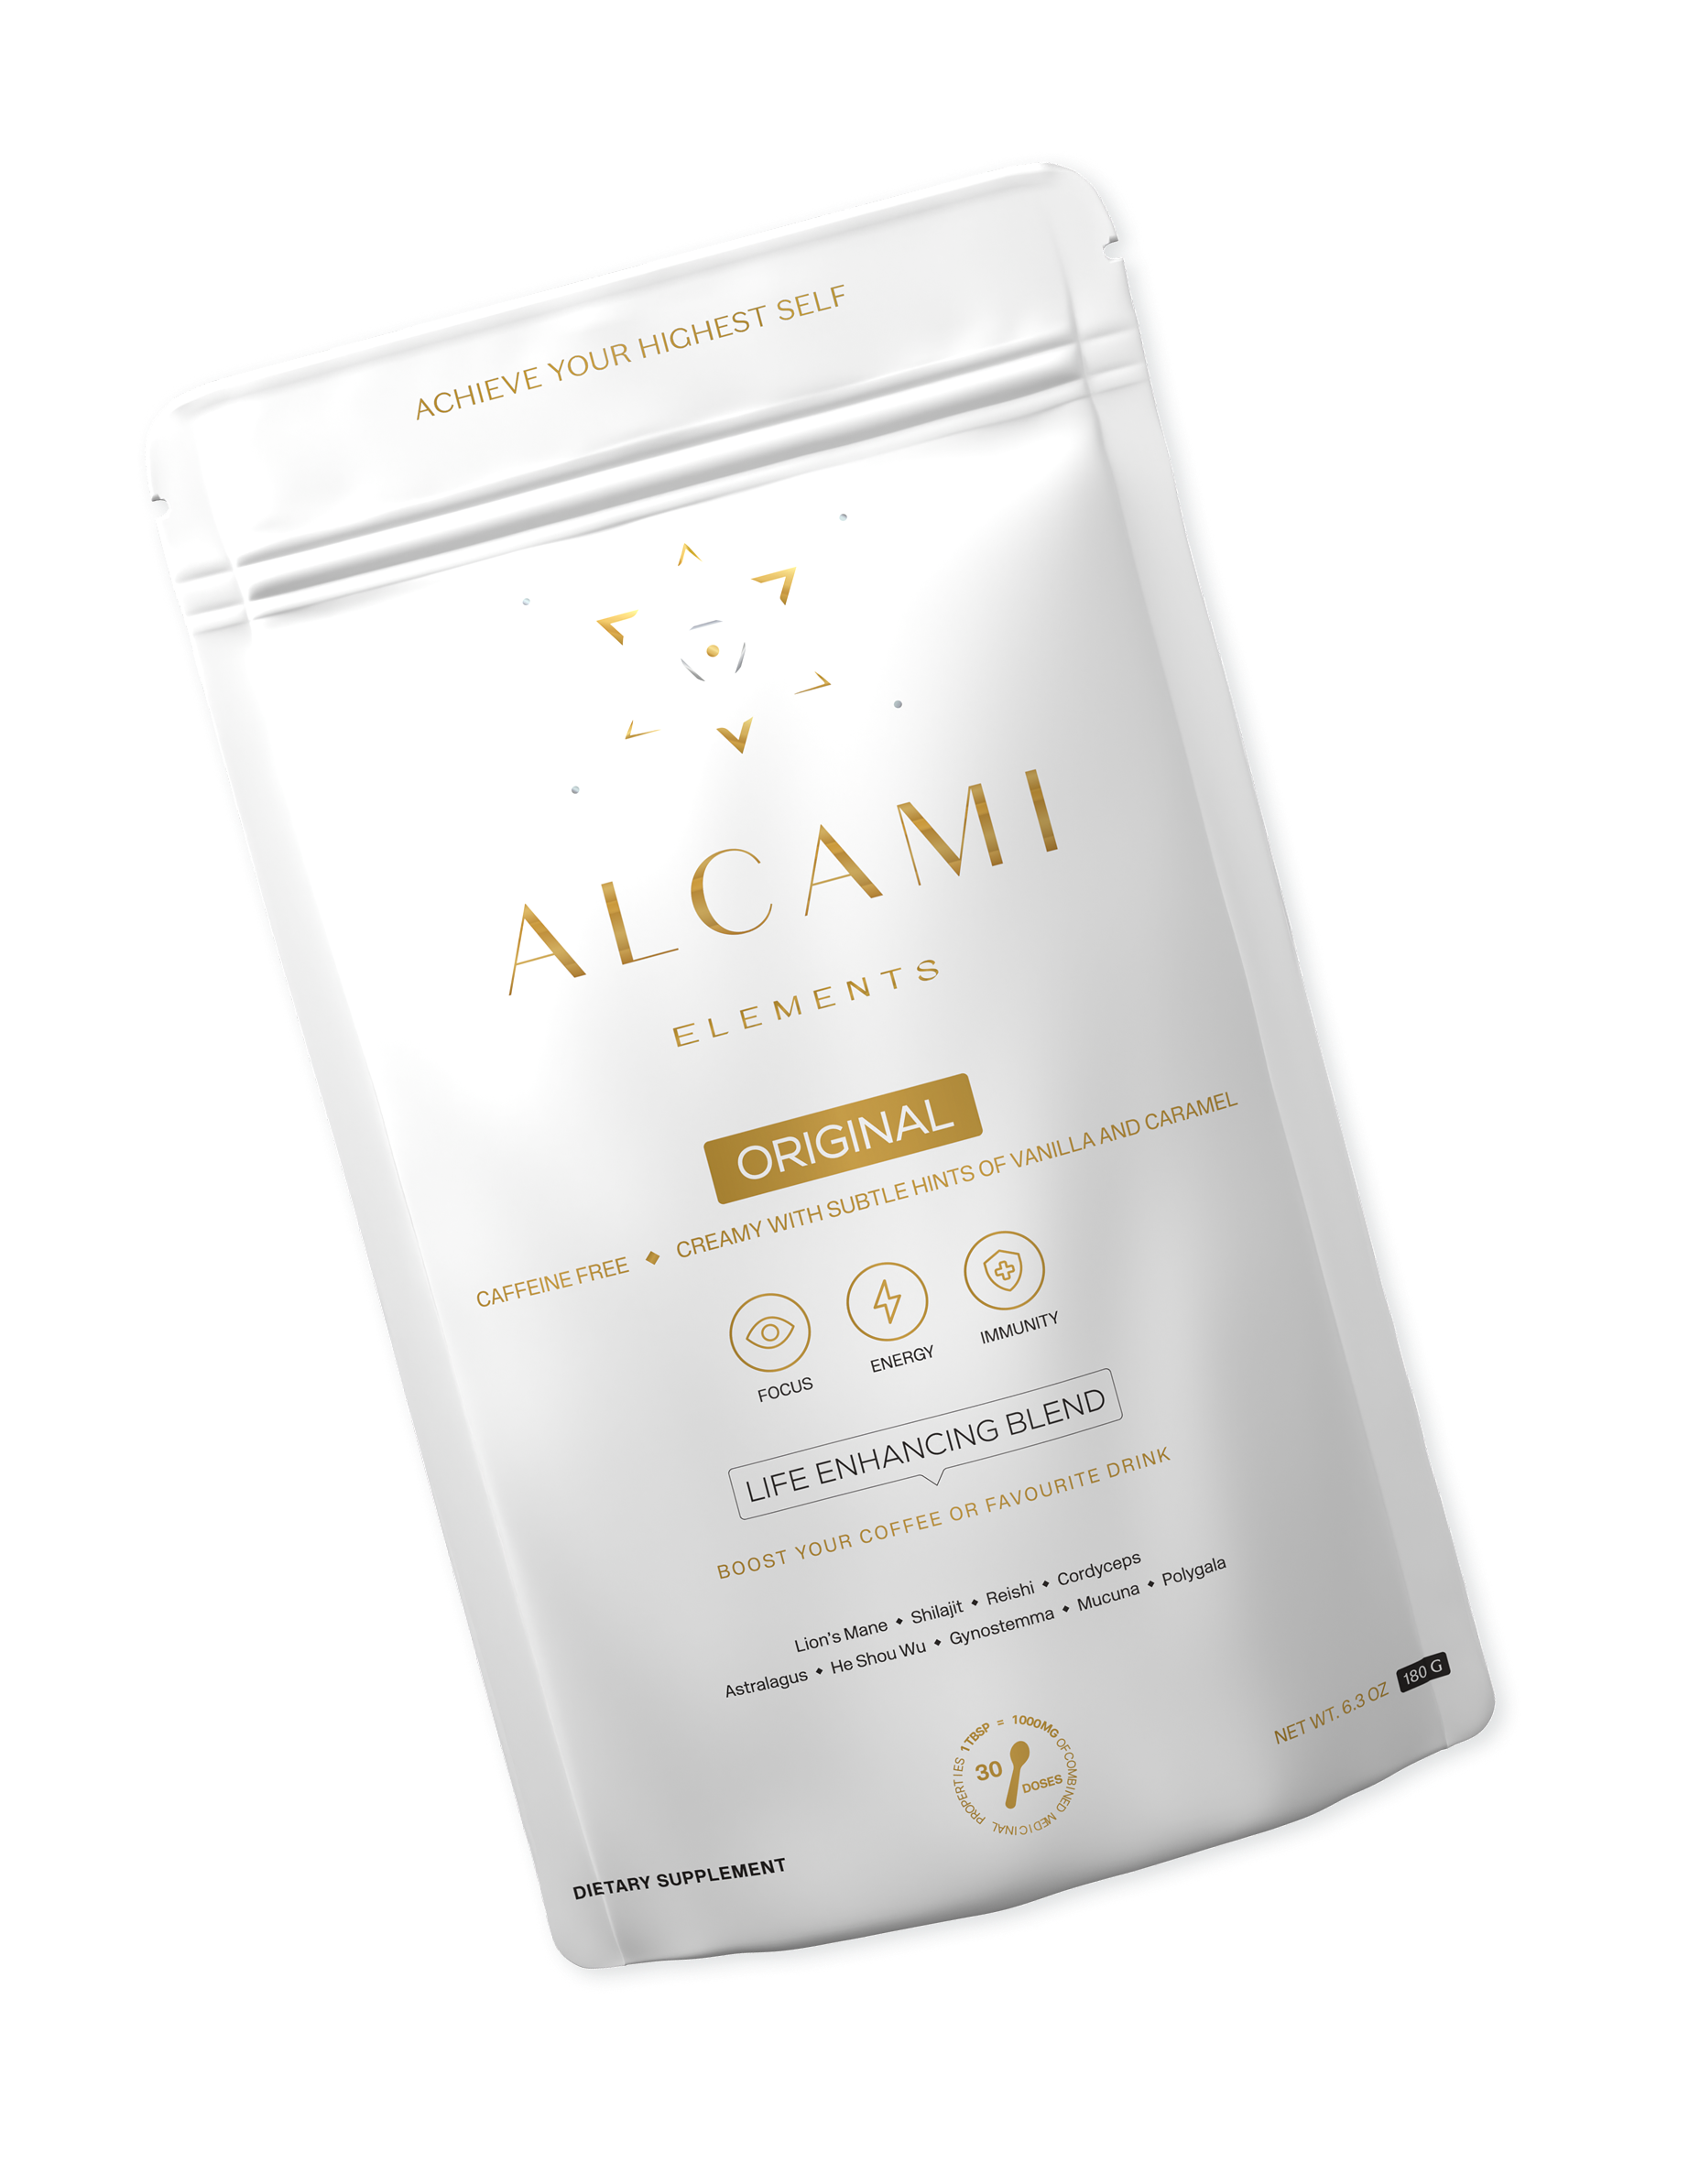 ACHIEVE YOUR HIGHEST SELF
ALCAMI
ELEMENTS
ORIGINAL
CAFFEINE FREE ◆ CREAMY WITH SUBTLE HINTS OF VANILLA AND CARAMEL
FOCUS
ENERGY
IMMUNITY
LIFE ENHANCING BLEND
BOOST YOUR COFFEE OR FAVOURITE DRINK
Lion's Mane ◆ Shilajit ◆ Reishi ◆ Cordyceps
Astralagus ◆ He Shou Wu ◆ Gynostemma ◆ Mucuna ◆ Polygala
1 TBSP = 1000MG OF COMBINED MEDICINAL PROPERTIES
30 DOSES
NET WT. 6.3 OZ 180 G
DIETARY SUPPLEMENT